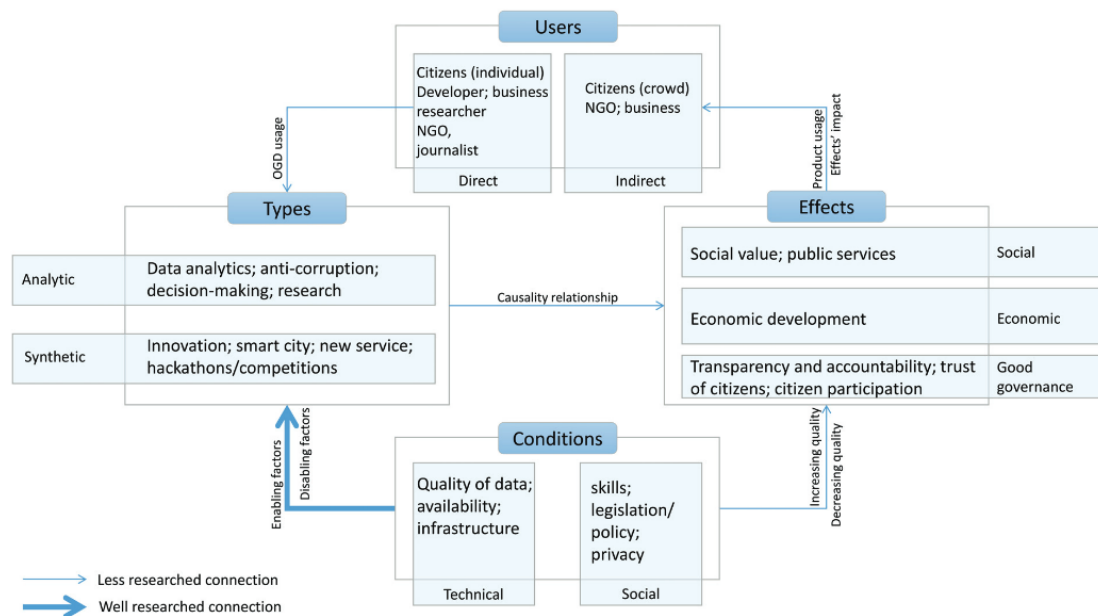 Users
Citizens (individual)
Developer; business
researcher
NGO,
journalist
Direct
Citizens (crowd)
NGO; business
Indirect
OGD usage
Product usage
Effects' impact
Types
Analytic
Data analytics; anti-corruption;
decision-making; research
Synthetic
Innovation; smart city; new service;
hackathons/competitions
Causality relationship
Effects
Social value; public services
Social
Economic development
Economic
Transparency and accountability; trust
of citizens; citizen participation
Good
governance
Enabling factors
Disabling factors
Conditions
Quality of data;
availability;
infrastructure
Technical
skills;
legislation/
policy;
privacy
Social
Increasing quality
Decreasing quality
Less researched connection
Well researched connection